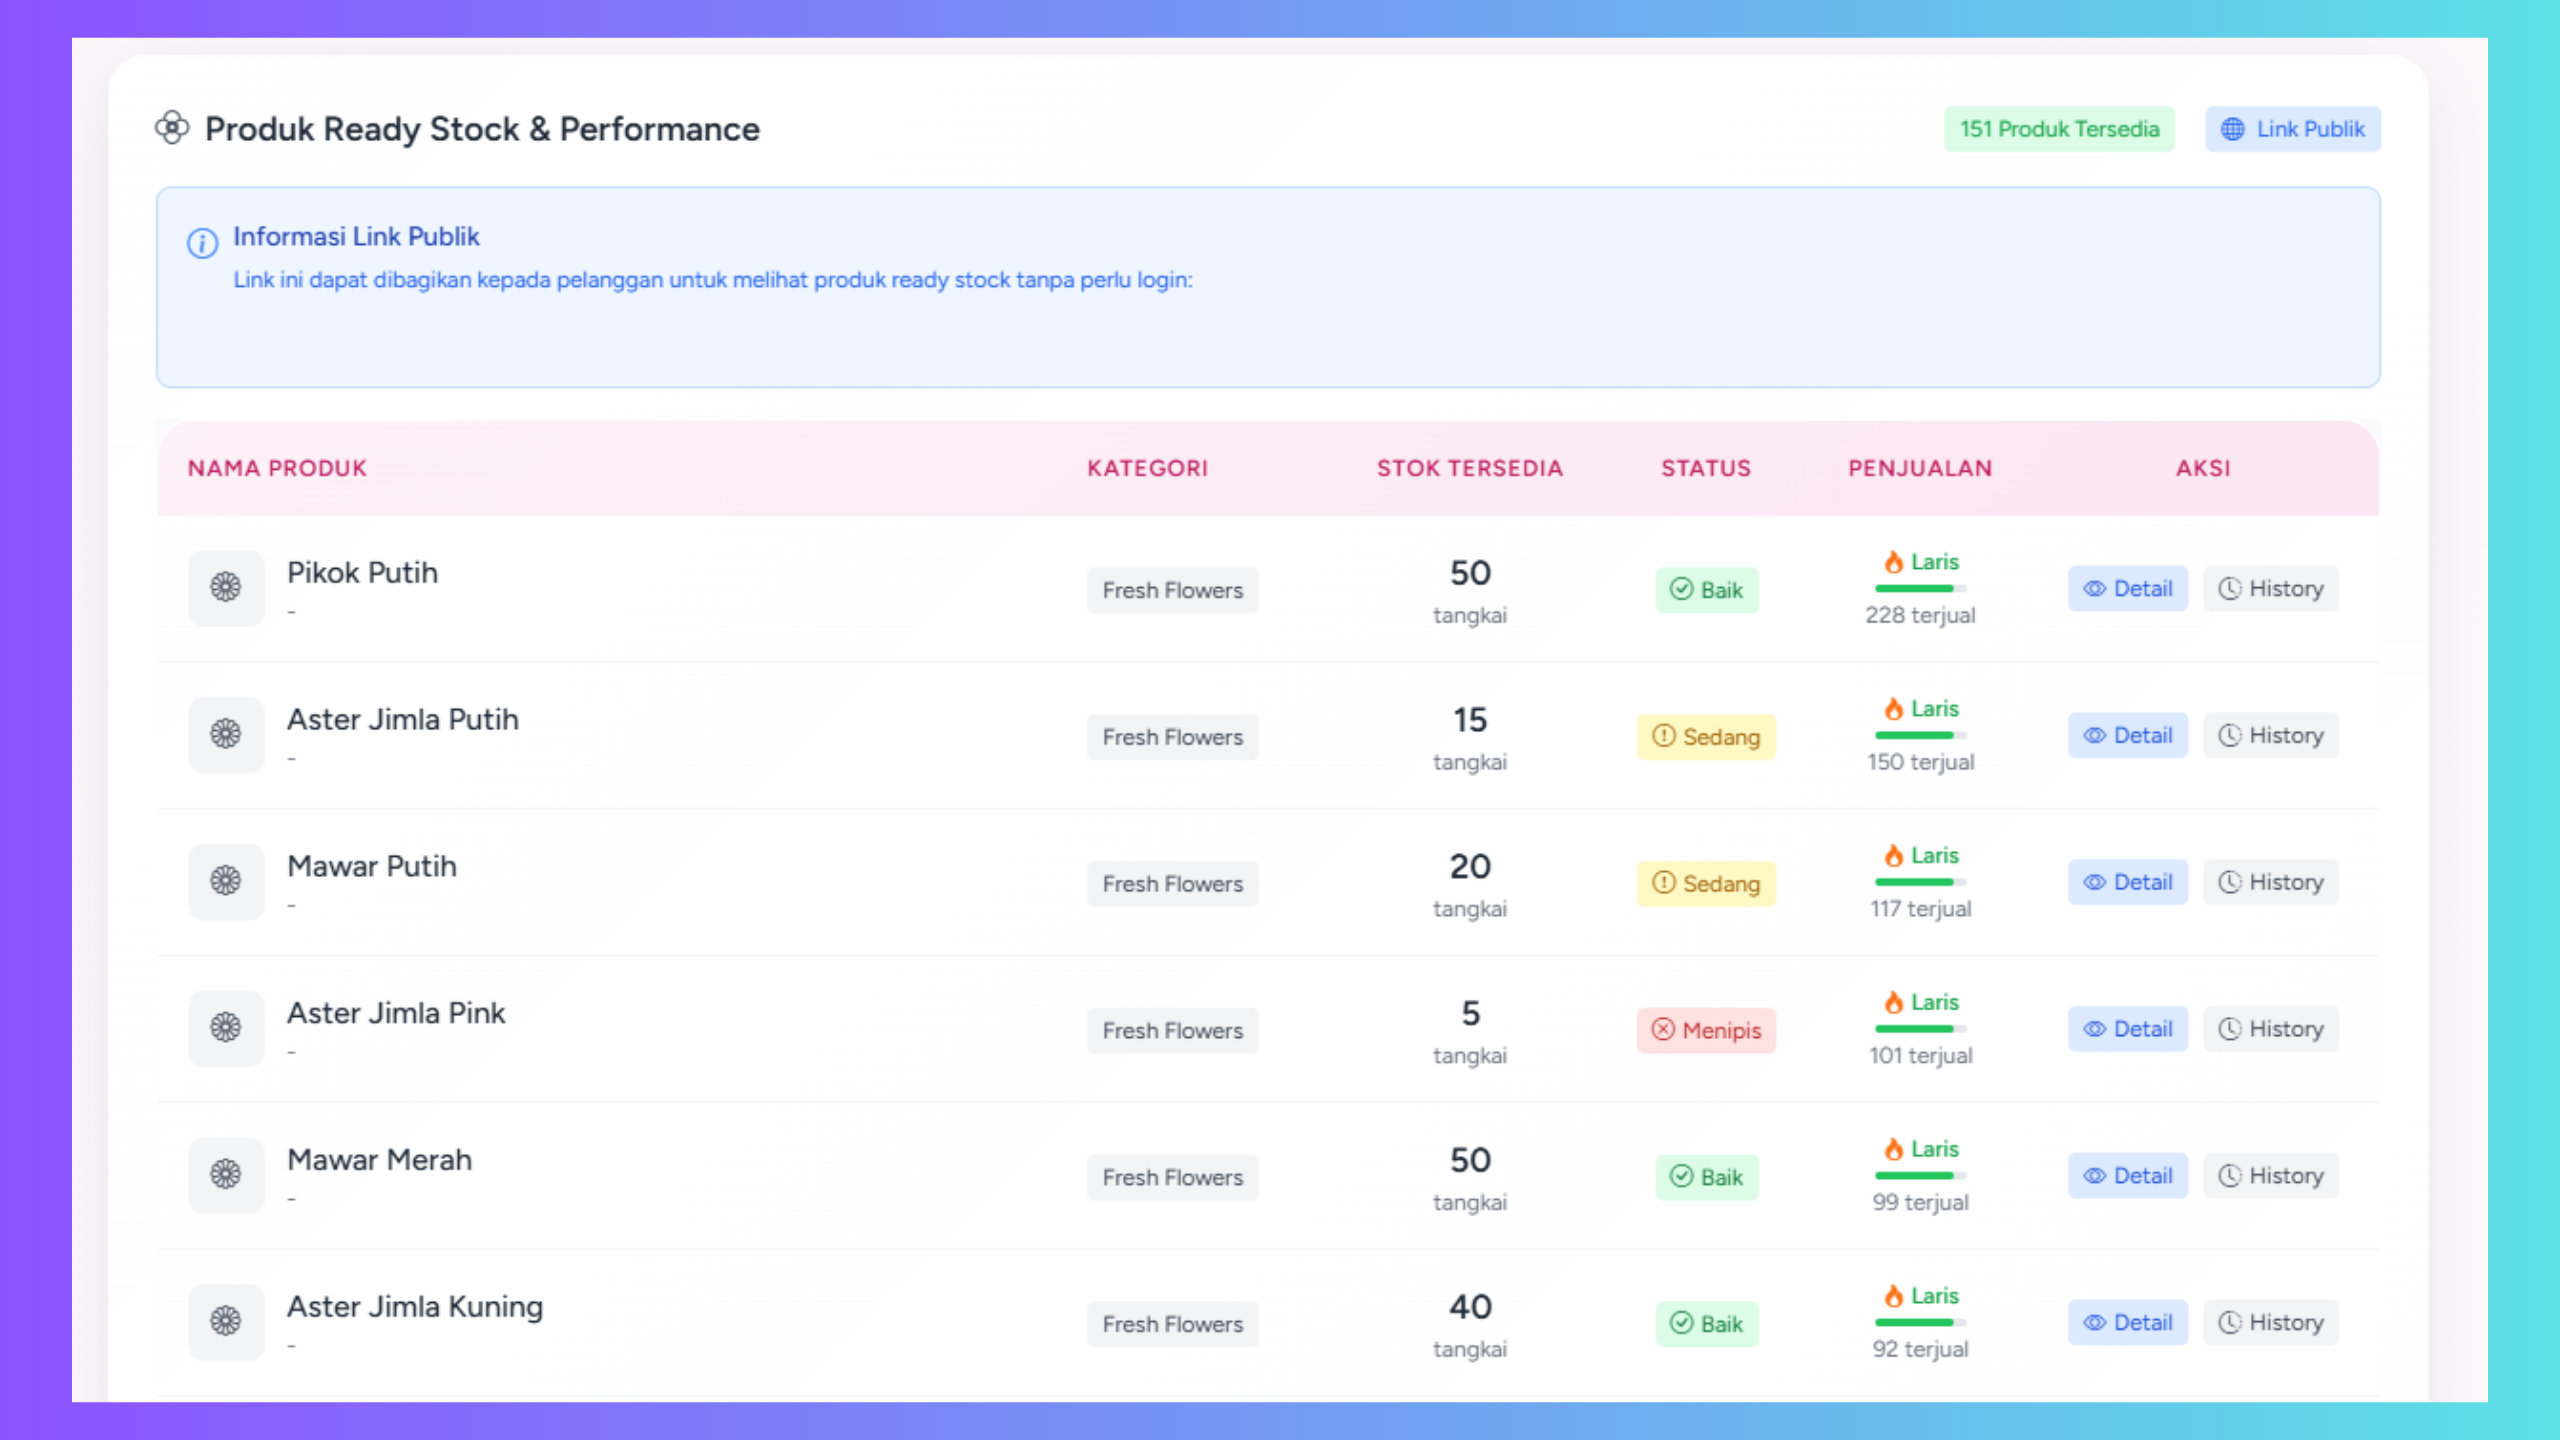 Produk Ready Stock & Performance
151 Produk Tersedia
Link Publik
Informasi Link Publik
Link ini dapat dibagikan kepada pelanggan untuk melihat produk ready stock tanpa perlu login:
NAMA PRODUK KATEGORI STOK TERSEDIA STATUS PENJUALAN AKSI
Pikok Putih
-
Fresh Flowers
50
tangkai
Baik
Laris
228 terjual
Detail
History
Aster Jimla Putih
-
Fresh Flowers
15
tangkai
Sedang
Laris
150 terjual
Detail
History
Mawar Putih
-
Fresh Flowers
20
tangkai
Sedang
Laris
117 terjual
Detail
History
Aster Jimla Pink
-
Fresh Flowers
5
tangkai
Menipis
Laris
101 terjual
Detail
History
Mawar Merah
-
Fresh Flowers
50
tangkai
Baik
Laris
99 terjual
Detail
History
Aster Jimla Kuning
-
Fresh Flowers
40
tangkai
Baik
Laris
92 terjual
Detail
History